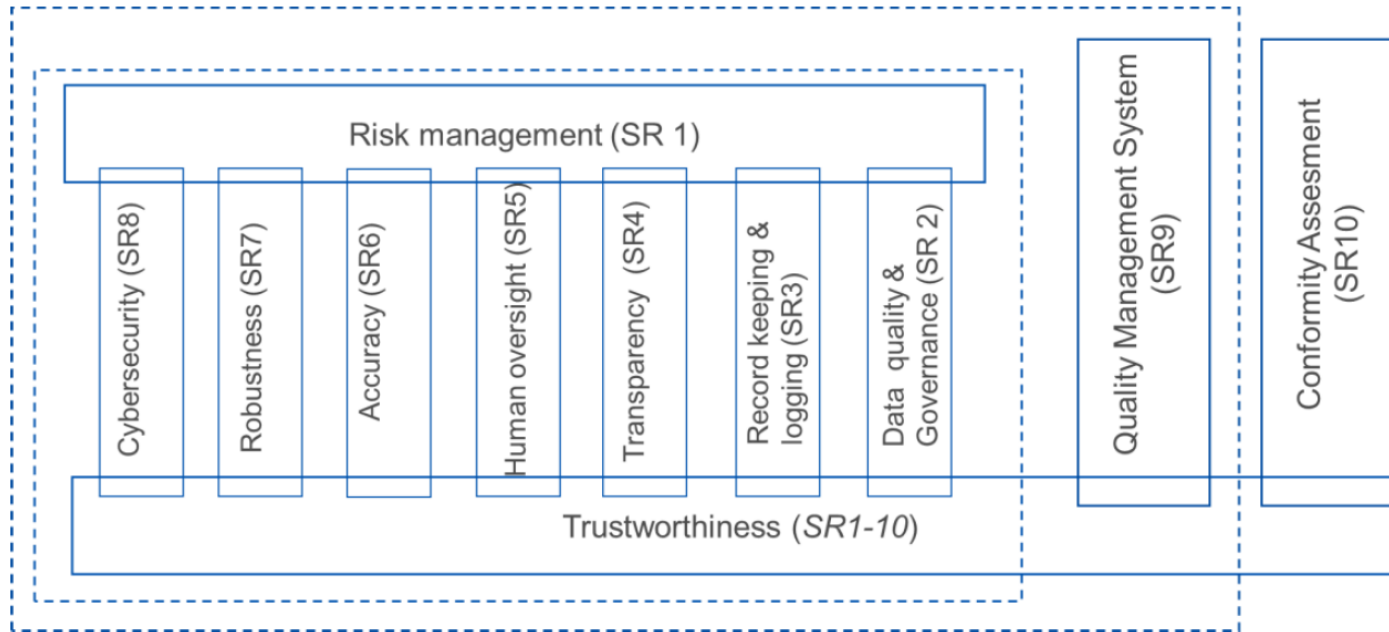 Risk management (SR 1)
Cybersecurity (SR8)
Robustness (SR7)
Accuracy (SR6)
Human oversight (SR5)
Transparency (SR4)
Record keeping &
logging (SR3)
Data quality &
Governance (SR 2)
Quality Management System
(SR9)
Conformity Assesment
(SR10)
Trustworthiness (SR1-10)